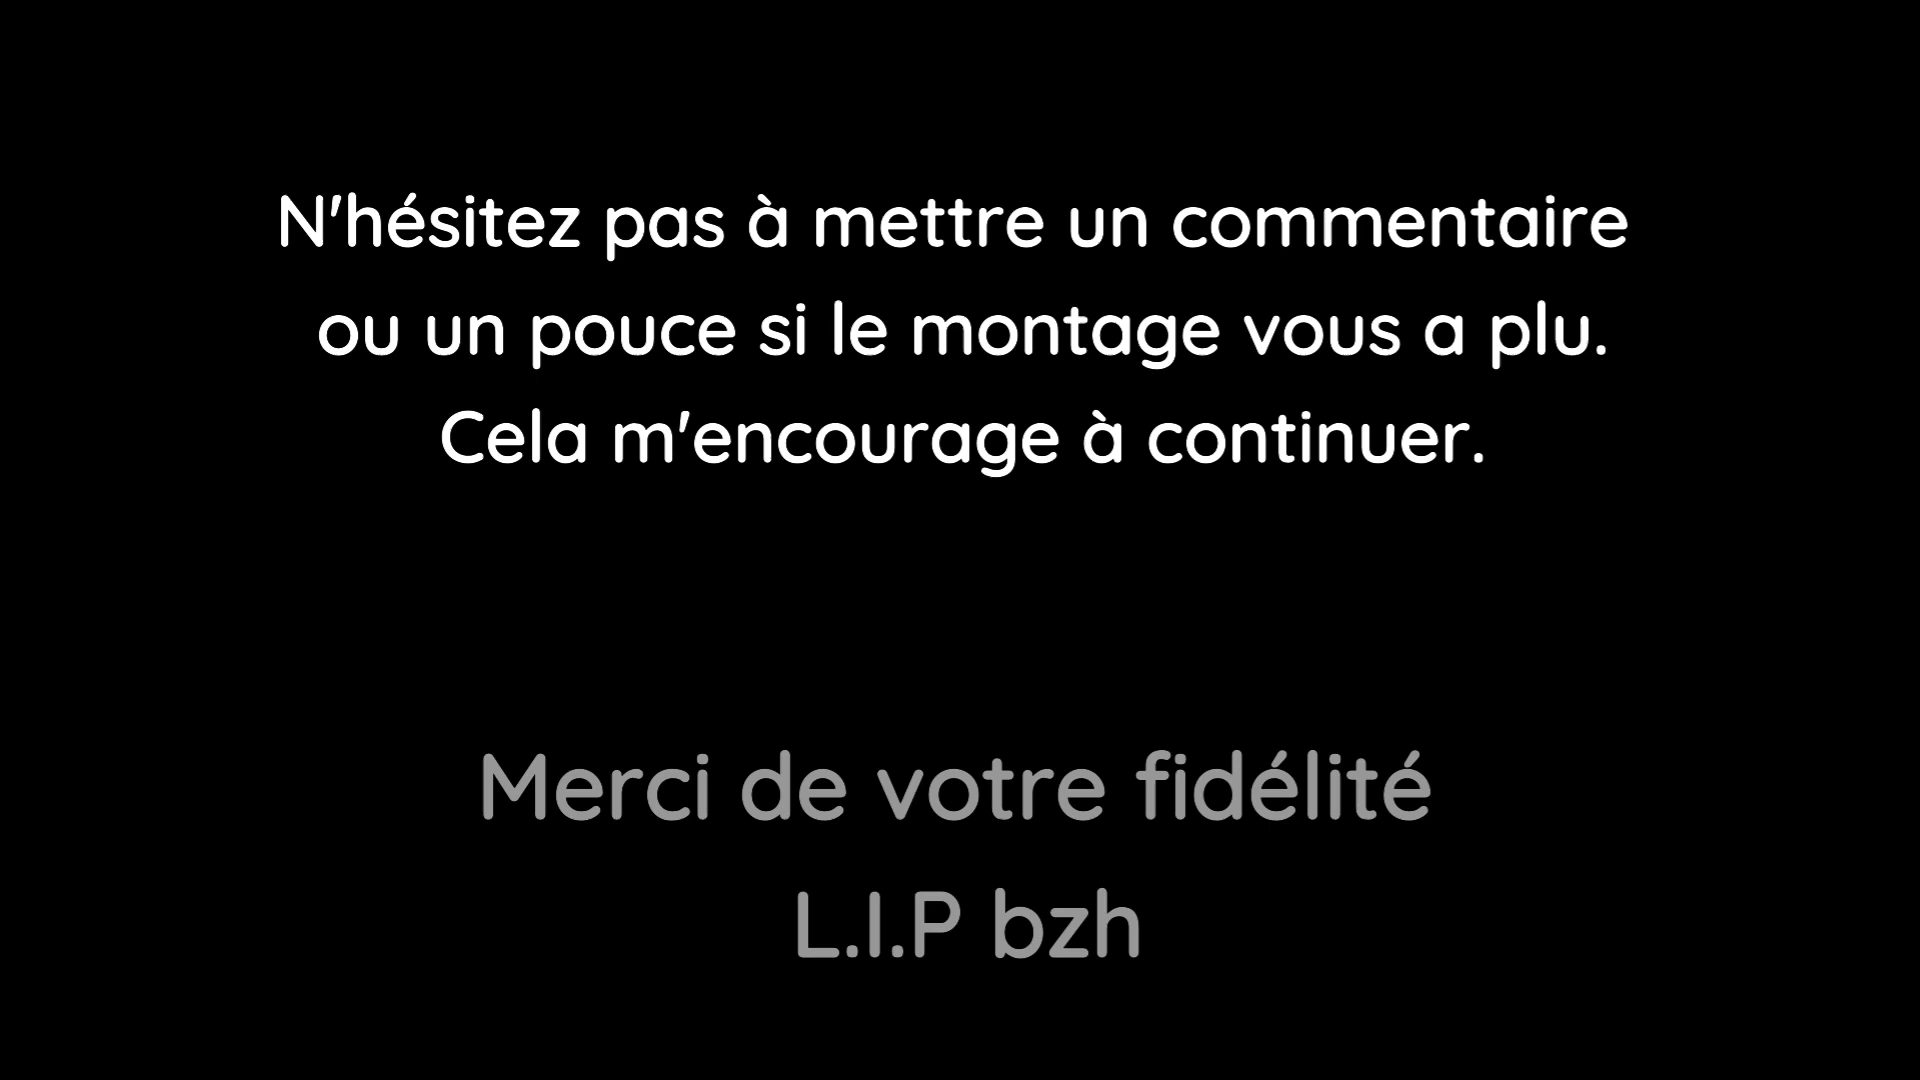 N'hésitez pas à mettre un commentaire
ou un pouce si le montage vous a plu.
Cela m'encourage à continuer.
Merci de votre fidélité
L.I.P bzh